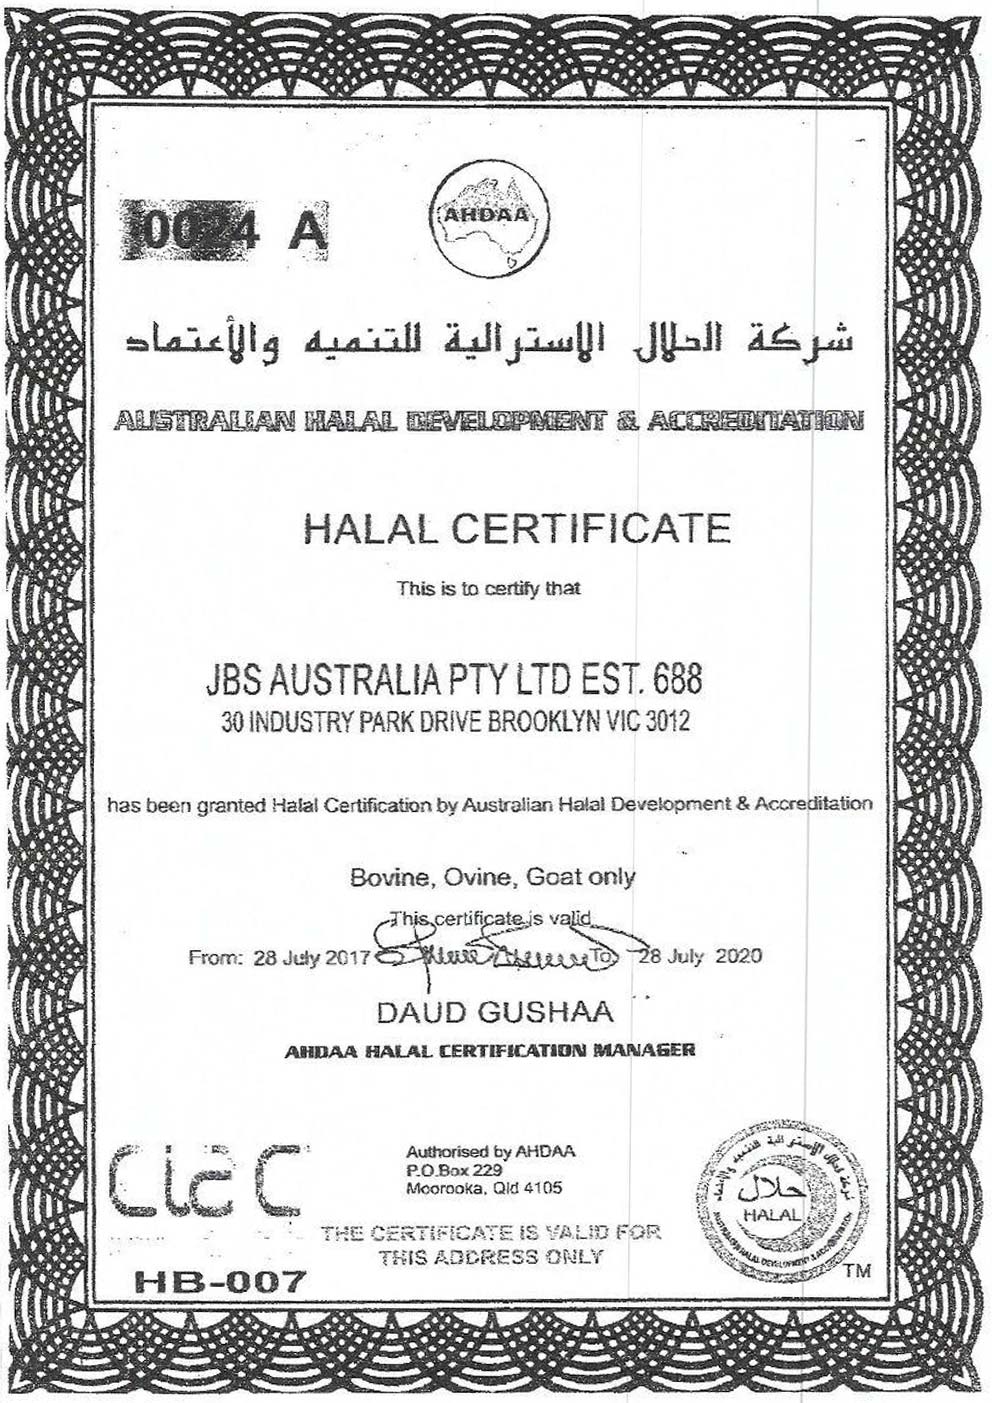 0024 A
AHDAA
شركة الحلال الاسترالية للتنميه والأعتماد
AUSTRALIAN HALAL DEVELOPMENT & ACCREDITATION
HALAL CERTIFICATE
This is to certify that
JBS AUSTRALIA PTY LTD EST. 688
30 INDUSTRY PARK DRIVE BROOKLYN VIC 3012
has been granted Halal Certification by Australian Halal Development & Accreditation
Bovine, Ovine, Goat only
This certificate is valid
From: 28 July 2017 To 28 July 2020
DAUD GUSHAA
AHDAA HALAL CERTIFICATION MANAGER
Authorised by AHDAA
P.O.Box 229
Moorooka, Qld 4105
THE CERTIFICATE IS VALID FOR
THIS ADDRESS ONLY
HB-007
حلال
HALAL
TM